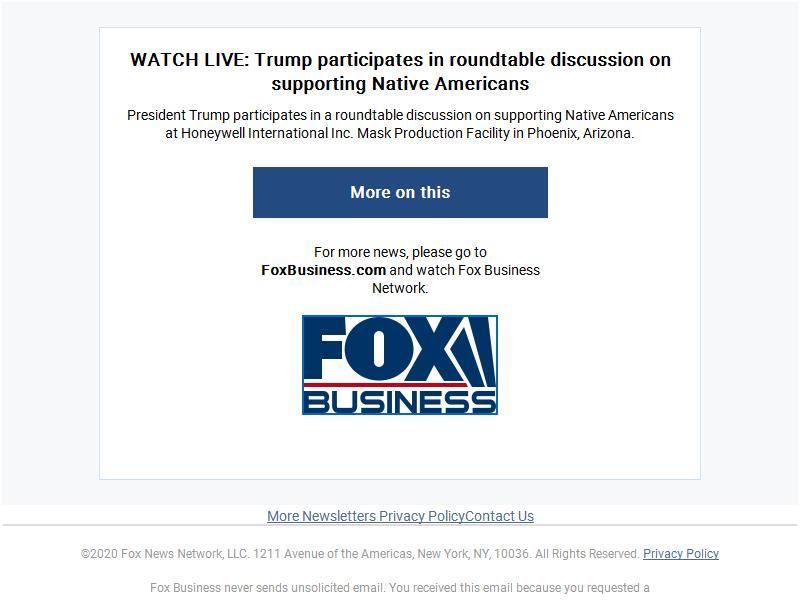 WATCH LIVE: Trump participates in roundtable discussion on
supporting Native Americans
President Trump participates in a roundtable discussion on supporting Native Americans
at Honeywell International Inc. Mask Production Facility in Phoenix, Arizona.
More on this
For more news, please go to
FoxBusiness.com and watch Fox Business
Network.
FOX
BUSINESS
More Newsletters Privacy PolicyContact Us
©2020 Fox News Network, LLC. 1211 Avenue of the Americas, New York, NY, 10036. All Rights Reserved. Privacy Policy
Fox Business never sends unsolicited email. You received this email because you requested a